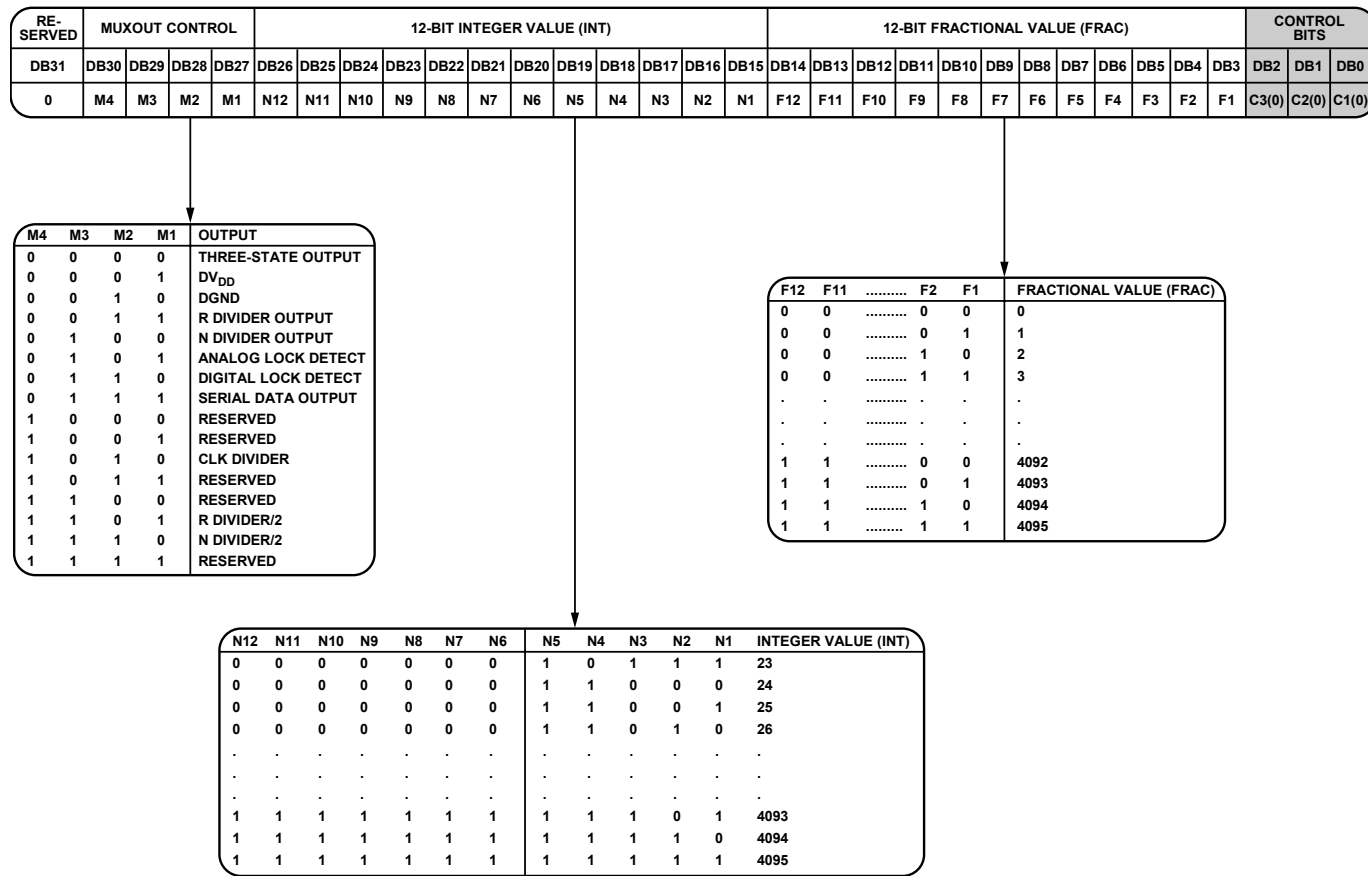 RE-
SERVED MUXOUT CONTROL 12-BIT INTEGER VALUE (INT) 12-BIT FRACTIONAL VALUE (FRAC) CONTROL
BITS
DB31 DB30 DB29 DB28 DB27 DB26 DB25 DB24 DB23 DB22 DB21 DB20 DB19 DB18 DB17 DB16 DB15 DB14 DB13 DB12 DB11 DB10 DB9 DB8 DB7 DB6 DB5 DB4 DB3 DB2 DB1 DB0
0 M4 M3 M2 M1 N12 N11 N10 N9 N8 N7 N6 N5 N4 N3 N2 N1 F12 F11 F10 F9 F8 F7 F6 F5 F4 F3 F2 F1 C3(0) C2(0) C1(0)
M4 M3 M2 M1 OUTPUT
0 0 0 0 THREE-STATE OUTPUT
0 0 0 1 DVDD
0 0 1 0 DGND
0 0 1 1 R DIVIDER OUTPUT
0 1 0 0 N DIVIDER OUTPUT
0 1 0 1 ANALOG LOCK DETECT
0 1 1 0 DIGITAL LOCK DETECT
0 1 1 1 SERIAL DATA OUTPUT
1 0 0 0 RESERVED
1 0 0 1 RESERVED
1 0 1 0 CLK DIVIDER
1 0 1 1 RESERVED
1 1 0 0 RESERVED
1 1 0 1 R DIVIDER/2
1 1 1 0 N DIVIDER/2
1 1 1 1 RESERVED
F12 F11 .......... F2 F1 FRACTIONAL VALUE (FRAC)
0 0 .......... 0 0 0
0 0 .......... 0 1 1
0 0 .......... 1 0 2
0 0 .......... 1 1 3
. . .......... . . .
. . .......... . . .
. . .......... . . .
1 1 .......... 0 0 4092
1 1 .......... 0 1 4093
1 1 .......... 1 0 4094
1 1 ......... 1 1 4095
N12 N11 N10 N9 N8 N7 N6 N5 N4 N3 N2 N1 INTEGER VALUE (INT)
0 0 0 0 0 0 0 1 0 1 1 1 23
0 0 0 0 0 0 0 1 1 0 0 0 24
0 0 0 0 0 0 0 1 1 0 0 1 25
0 0 0 0 0 0 0 1 1 0 1 0 26
. . . . . . . . . . . . .
. . . . . . . . . . . . .
. . . . . . . . . . . . .
1 1 1 1 1 1 1 1 1 1 0 1 4093
1 1 1 1 1 1 1 1 1 1 1 0 4094
1 1 1 1 1 1 1 1 1 1 1 1 4095